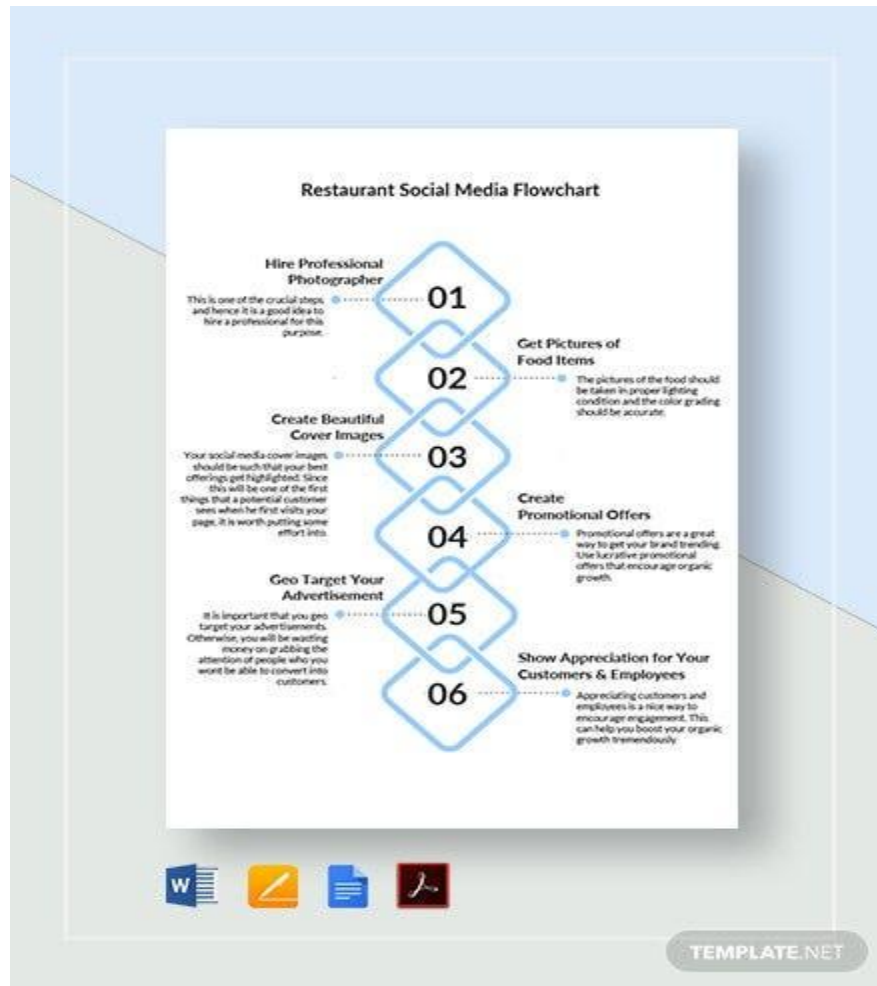 Restaurant Social Media Flowchart
Hire Professional
Photographer
01
This is one of the crucial steps,
and hence it is a good idea to
hire a professional for this
purpose.
Get Pictures of
Food Items
02
The pictures of the food should
be taken in proper lighting
condition and the color grading
should be accurate.
Create Beautiful
Cover Images
03
Your social media cover images
should be such that your best
offerings get highlighted. Since
this will be one of the first
things that a potential customer
sees when he first visits your
page, it is worth putting some
effort into.
Create
Promotional Offers
04
Promotional offers are a great
way to get your brand trending.
Use lucrative promotional
offers that encourage organic
growth.
Geo Target Your
Advertisement
05
It is important that you geo
target your advertisements.
Otherwise, you will be wasting
money on grabbing the
attention of people who you
wont be able to convert into
customers.
Show Appreciation for Your
Customers & Employees
06
Appreciating customers and
employees is a nice way to
encourage engagement. This
can help you boost your organic
growth tremendously
W
TEMPLATE.NET